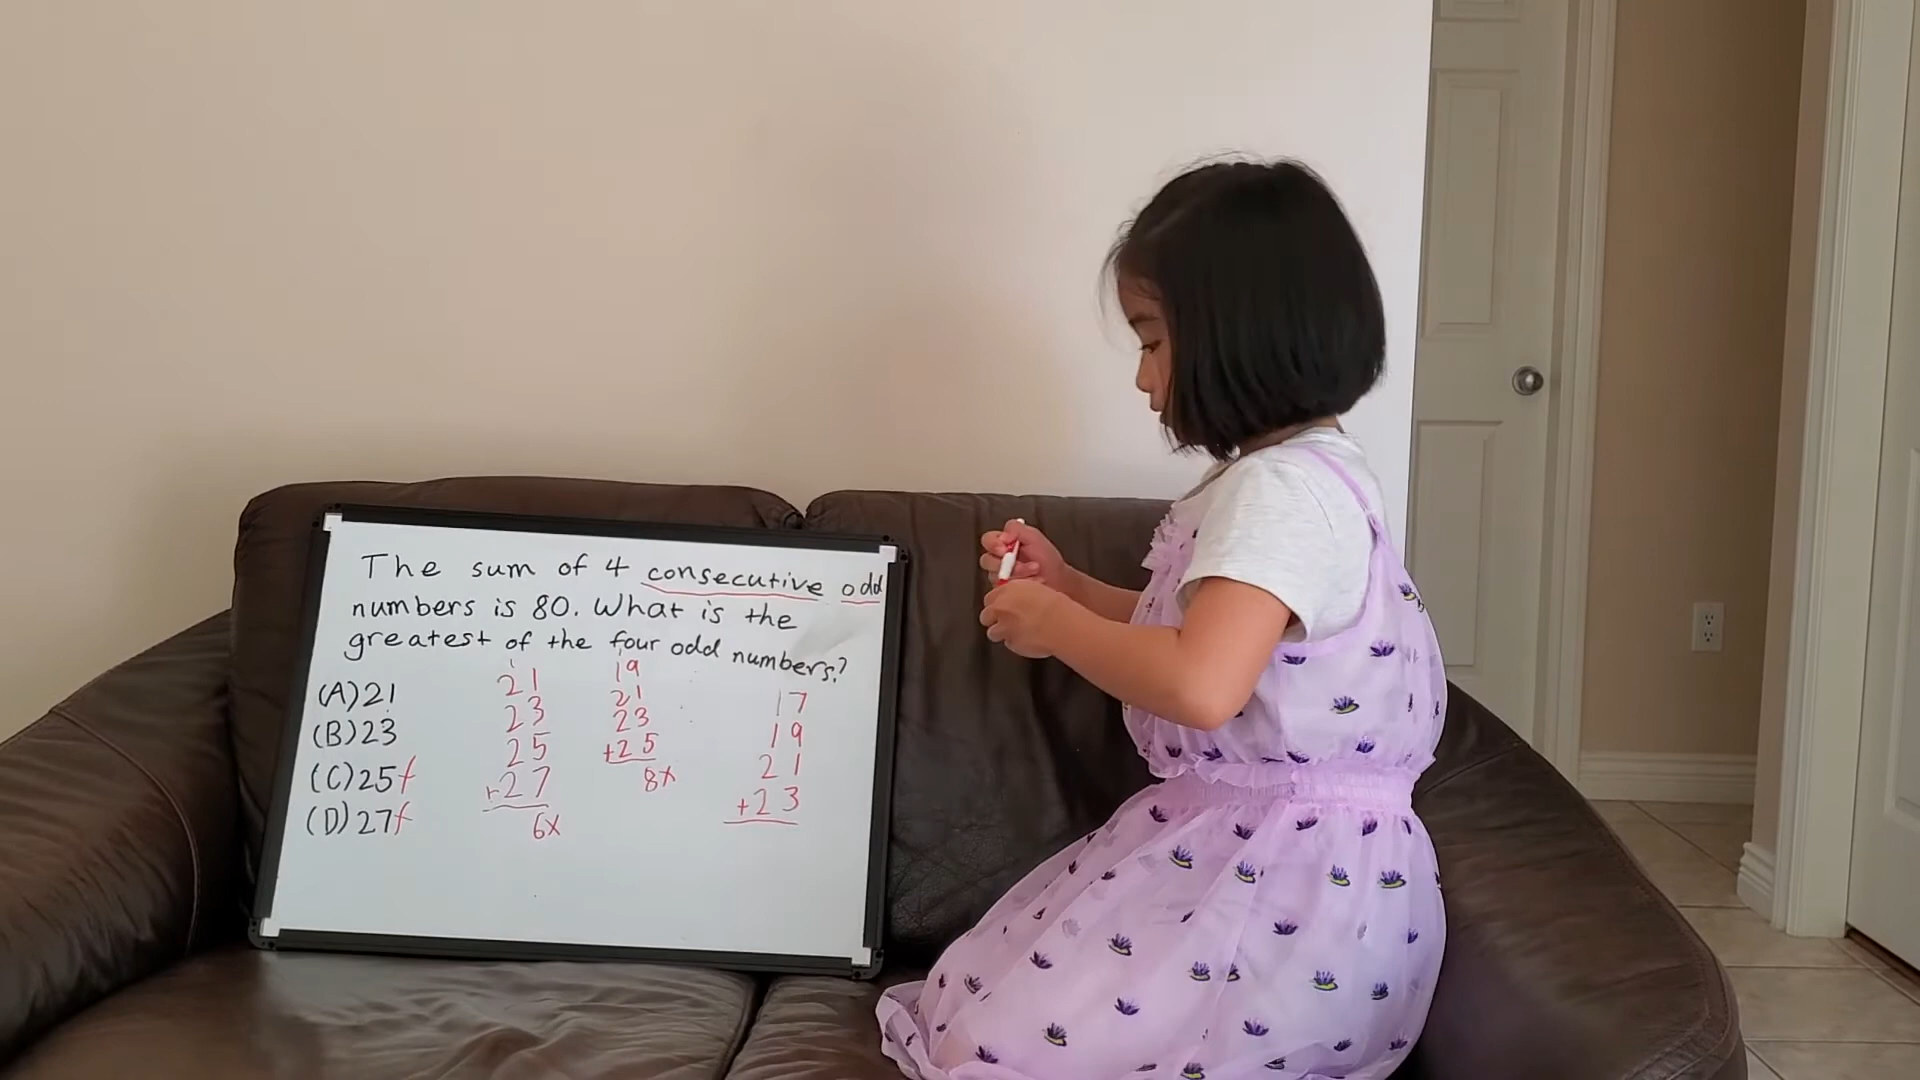 The sum of 4 consecutive odd
numbers is 80. What is the
greatest of the four odd numbers?
(A) 21
(B) 23
(C) 25 x
(D) 27 x
1
21
23
25
+27
6x
19
21
23
+25
8x
17
19
21
+23